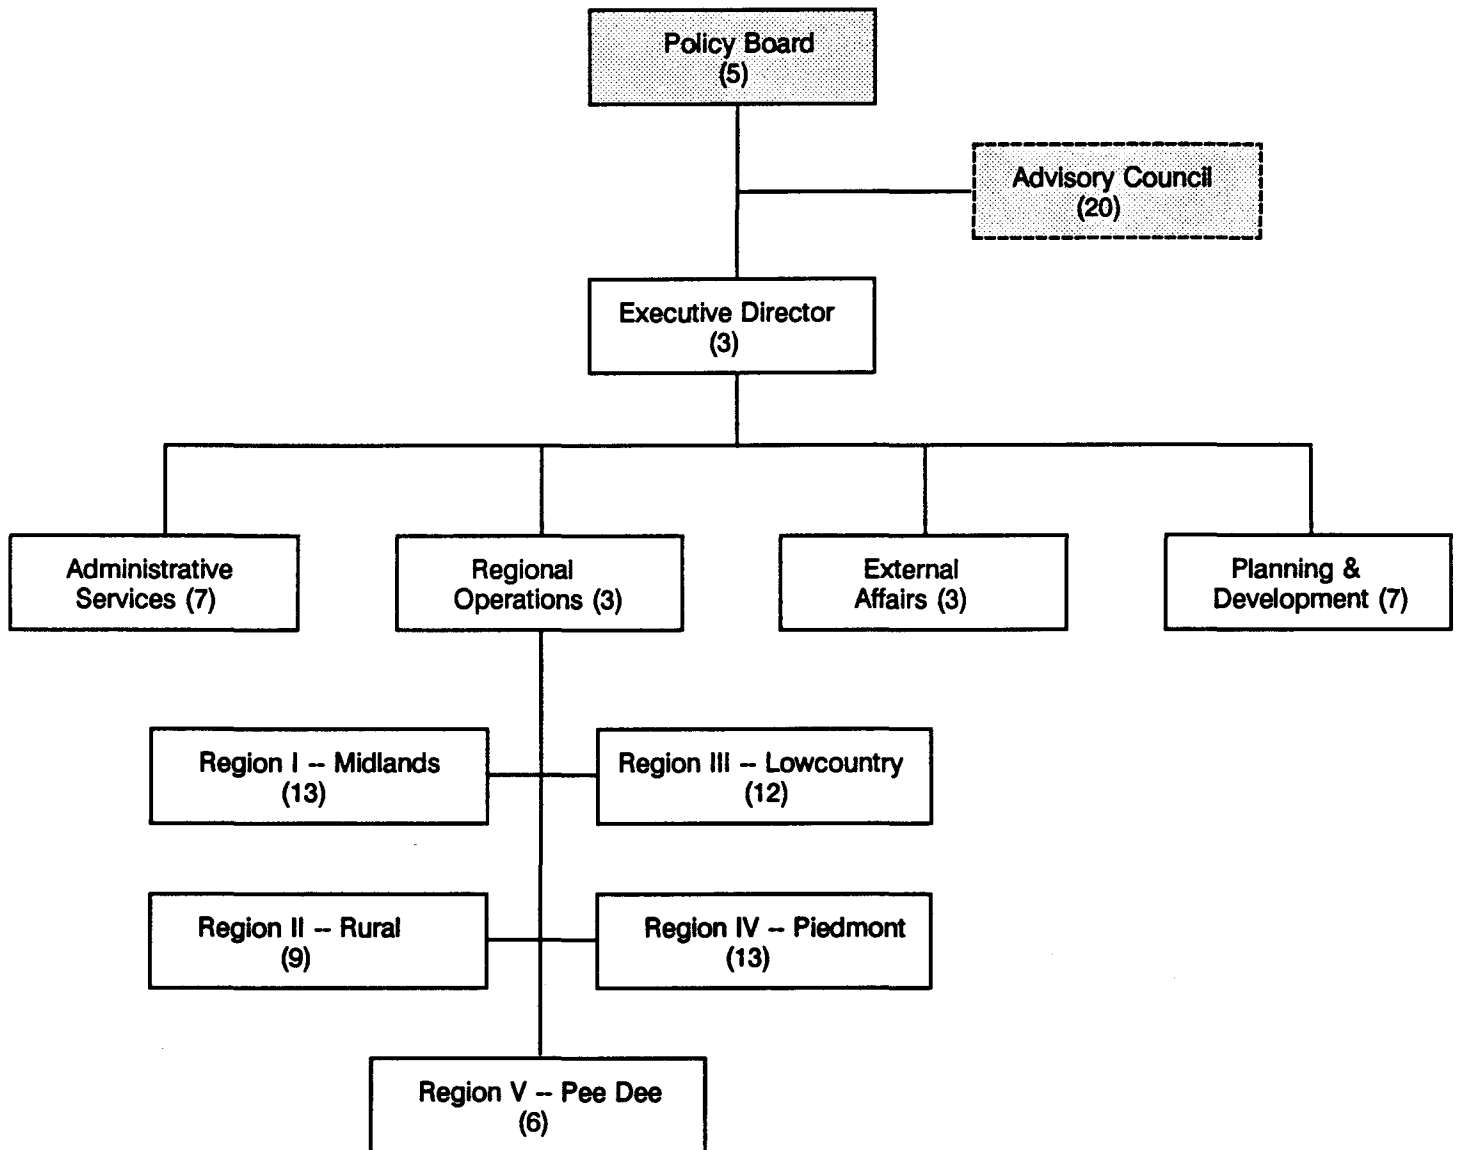 Policy Board
(5)
Advisory Council
(20)
Executive Director
(3)
Administrative
Services (7)
Regional
Operations (3)
External
Affairs (3)
Planning &
Development (7)
Region I -- Midlands
(13)
Region III -- Lowcountry
(12)
Region II -- Rural
(9)
Region IV -- Piedmont
(13)
Region V -- Pee Dee
(6)